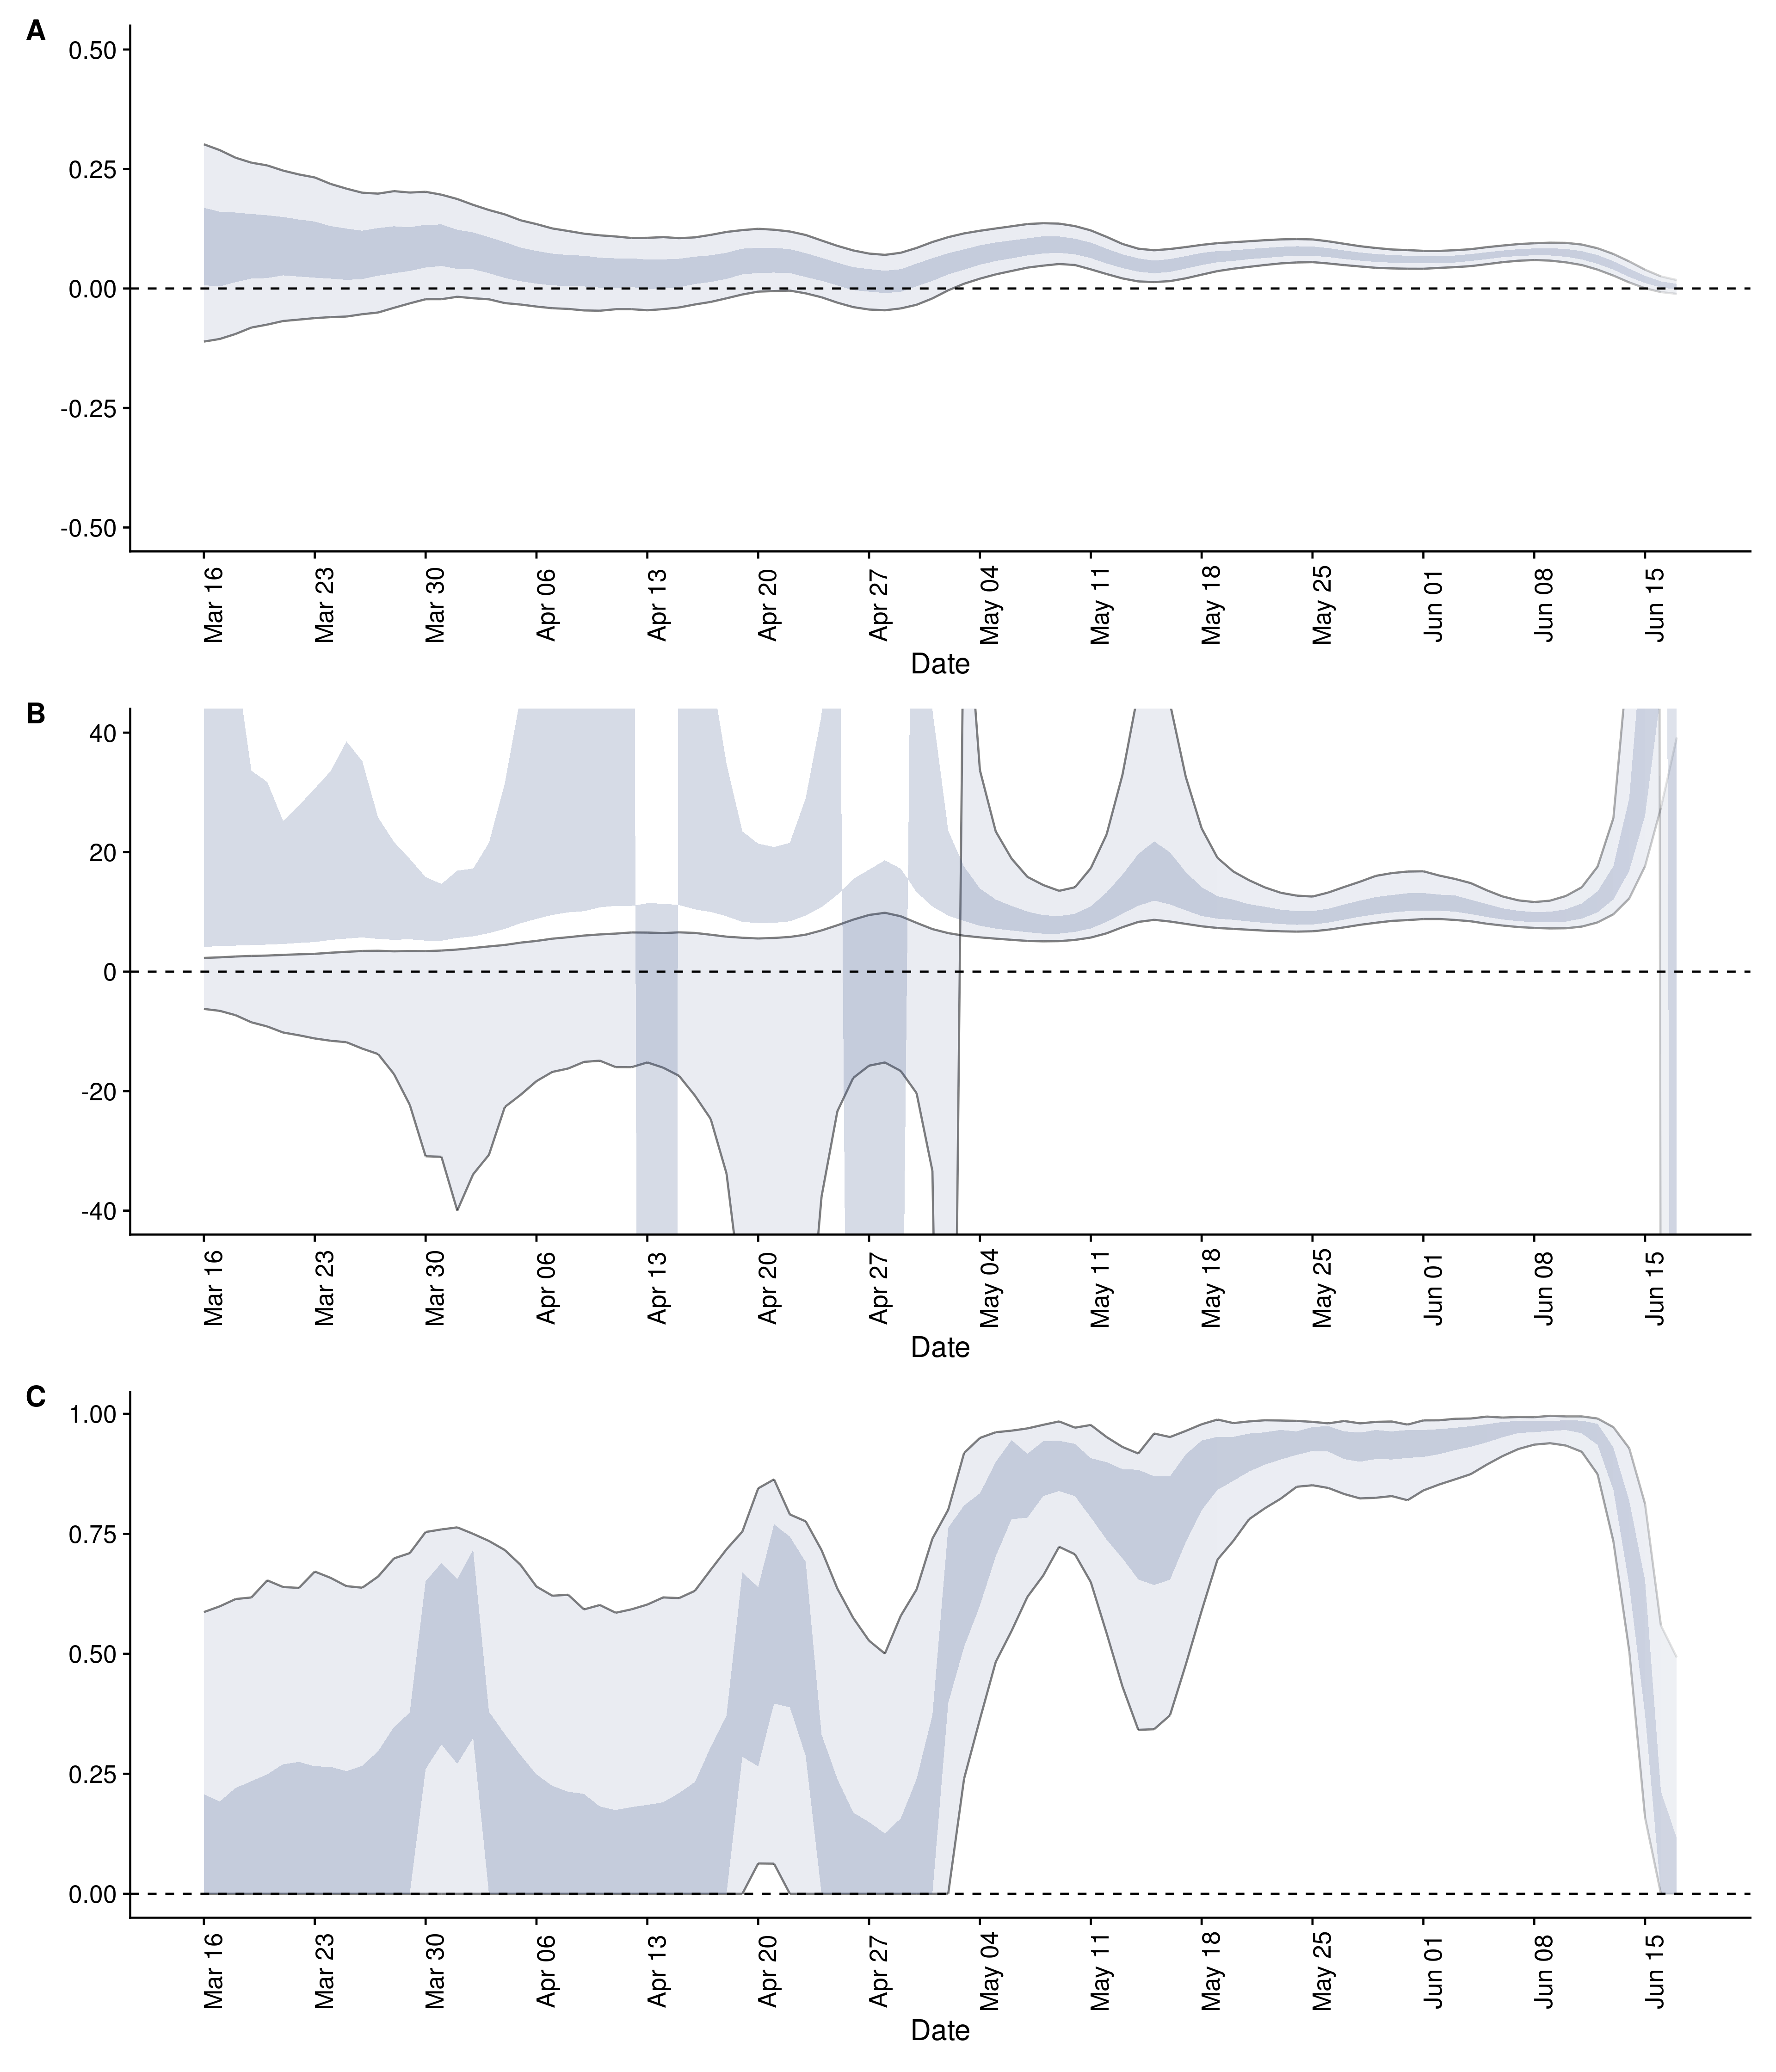 A
0.50
0.25
0.00
-0.25
-0.50
Mar 16
Mar 23
Mar 30
Apr 06
Apr 13
Apr 20
Apr 27
May 04
May 11
May 18
May 25
Jun 01
Jun 08
Jun 15
Date
B
40
20
0
-20
-40
Mar 16
Mar 23
Mar 30
Apr 06
Apr 13
Apr 20
Apr 27
May 04
May 11
May 18
May 25
Jun 01
Jun 08
Jun 15
Date
C
1.00
0.75
0.50
0.25
0.00
Mar 16
Mar 23
Mar 30
Apr 06
Apr 13
Apr 20
Apr 27
May 04
May 11
May 18
May 25
Jun 01
Jun 08
Jun 15
Date